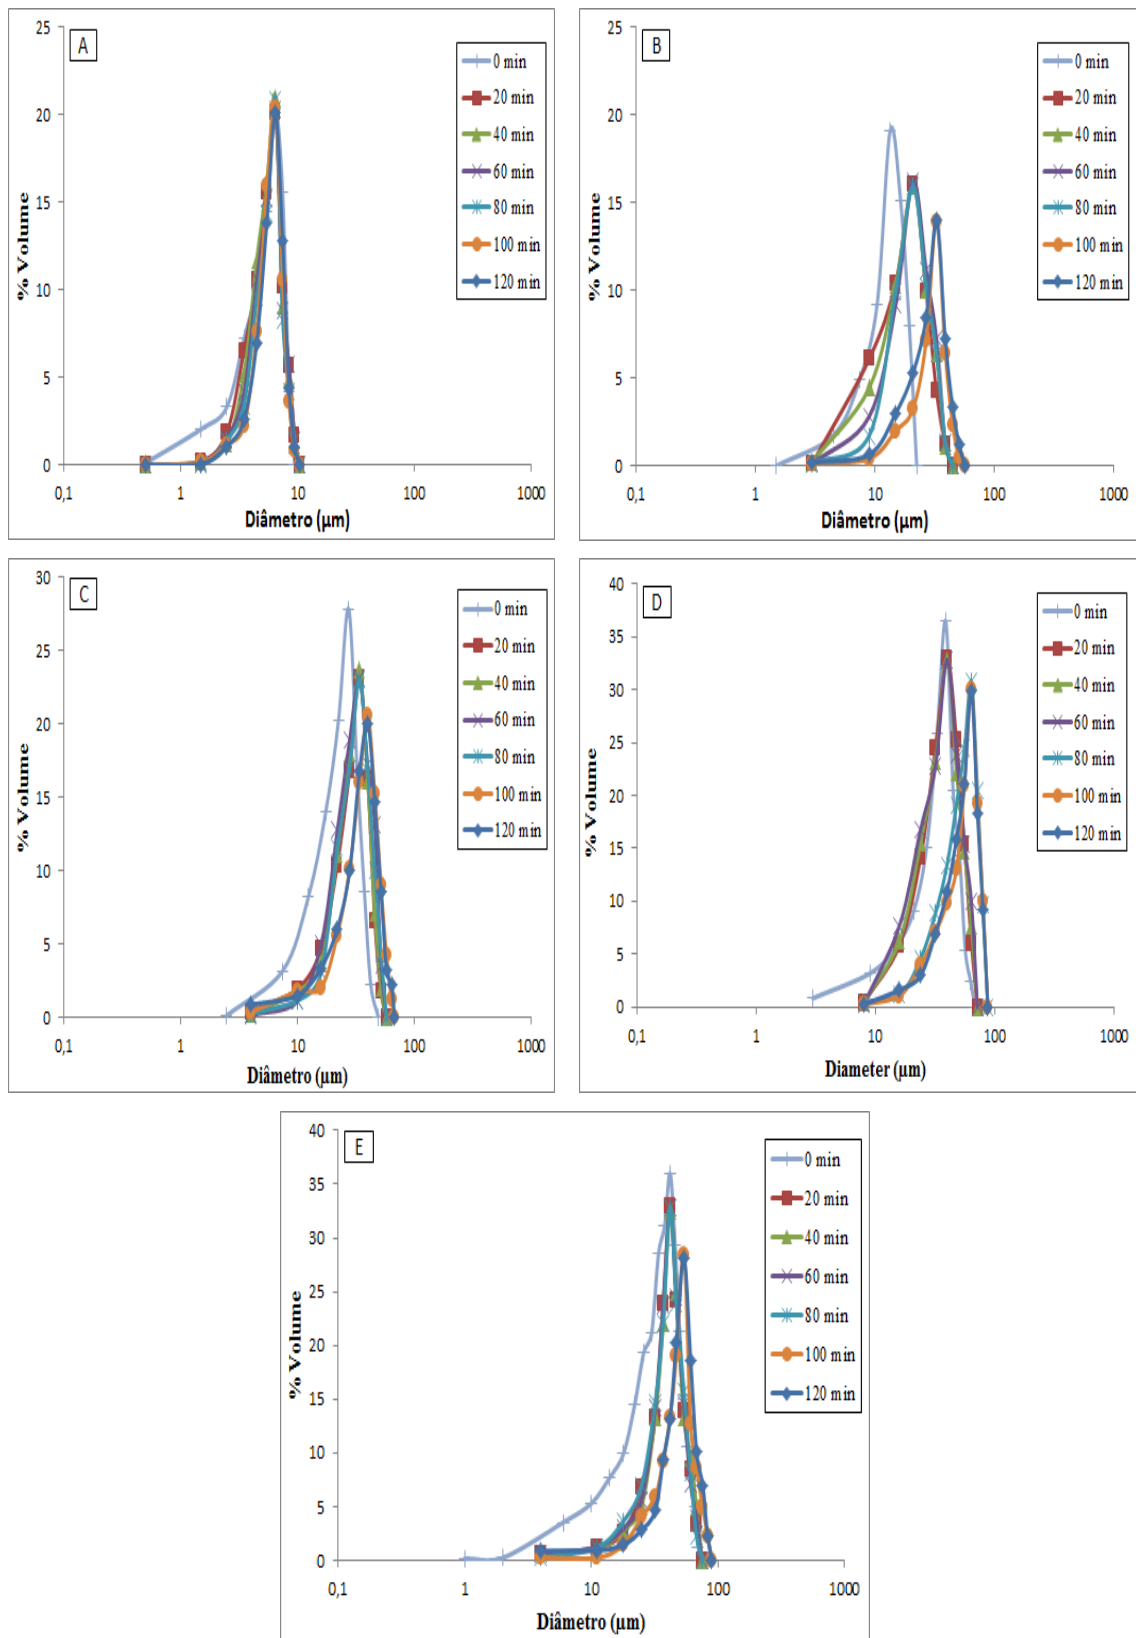 A
% Volume
25
20
15
10
5
0
0,1 1 10 100 1000
Diâmetro (µm)
0 min
20 min
40 min
60 min
80 min
100 min
120 min
B
% Volume
25
20
15
10
5
0
0,1 1 10 100 1000
Diâmetro (µm)
0 min
20 min
40 min
60 min
80 min
100 min
120 min
C
% Volume
30
25
20
15
10
5
0
0,1 1 10 100 1000
Diâmetro (µm)
0 min
20 min
40 min
60 min
80 min
100 min
120 min
D
% Volume
40
35
30
25
20
15
10
5
0
0,1 1 10 100 1000
Diameter (µm)
0 min
20 min
40 min
60 min
80 min
100 min
120 min
E
% Volume
40
35
30
25
20
15
10
5
0
0,1 1 10 100 1000
Diâmetro (µm)
0 min
20 min
40 min
60 min
80 min
100 min
120 min